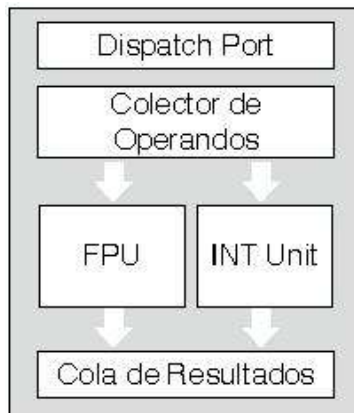 Dispatch Port
Colector de
Operandos
FPU
INT Unit
Cola de Resultados